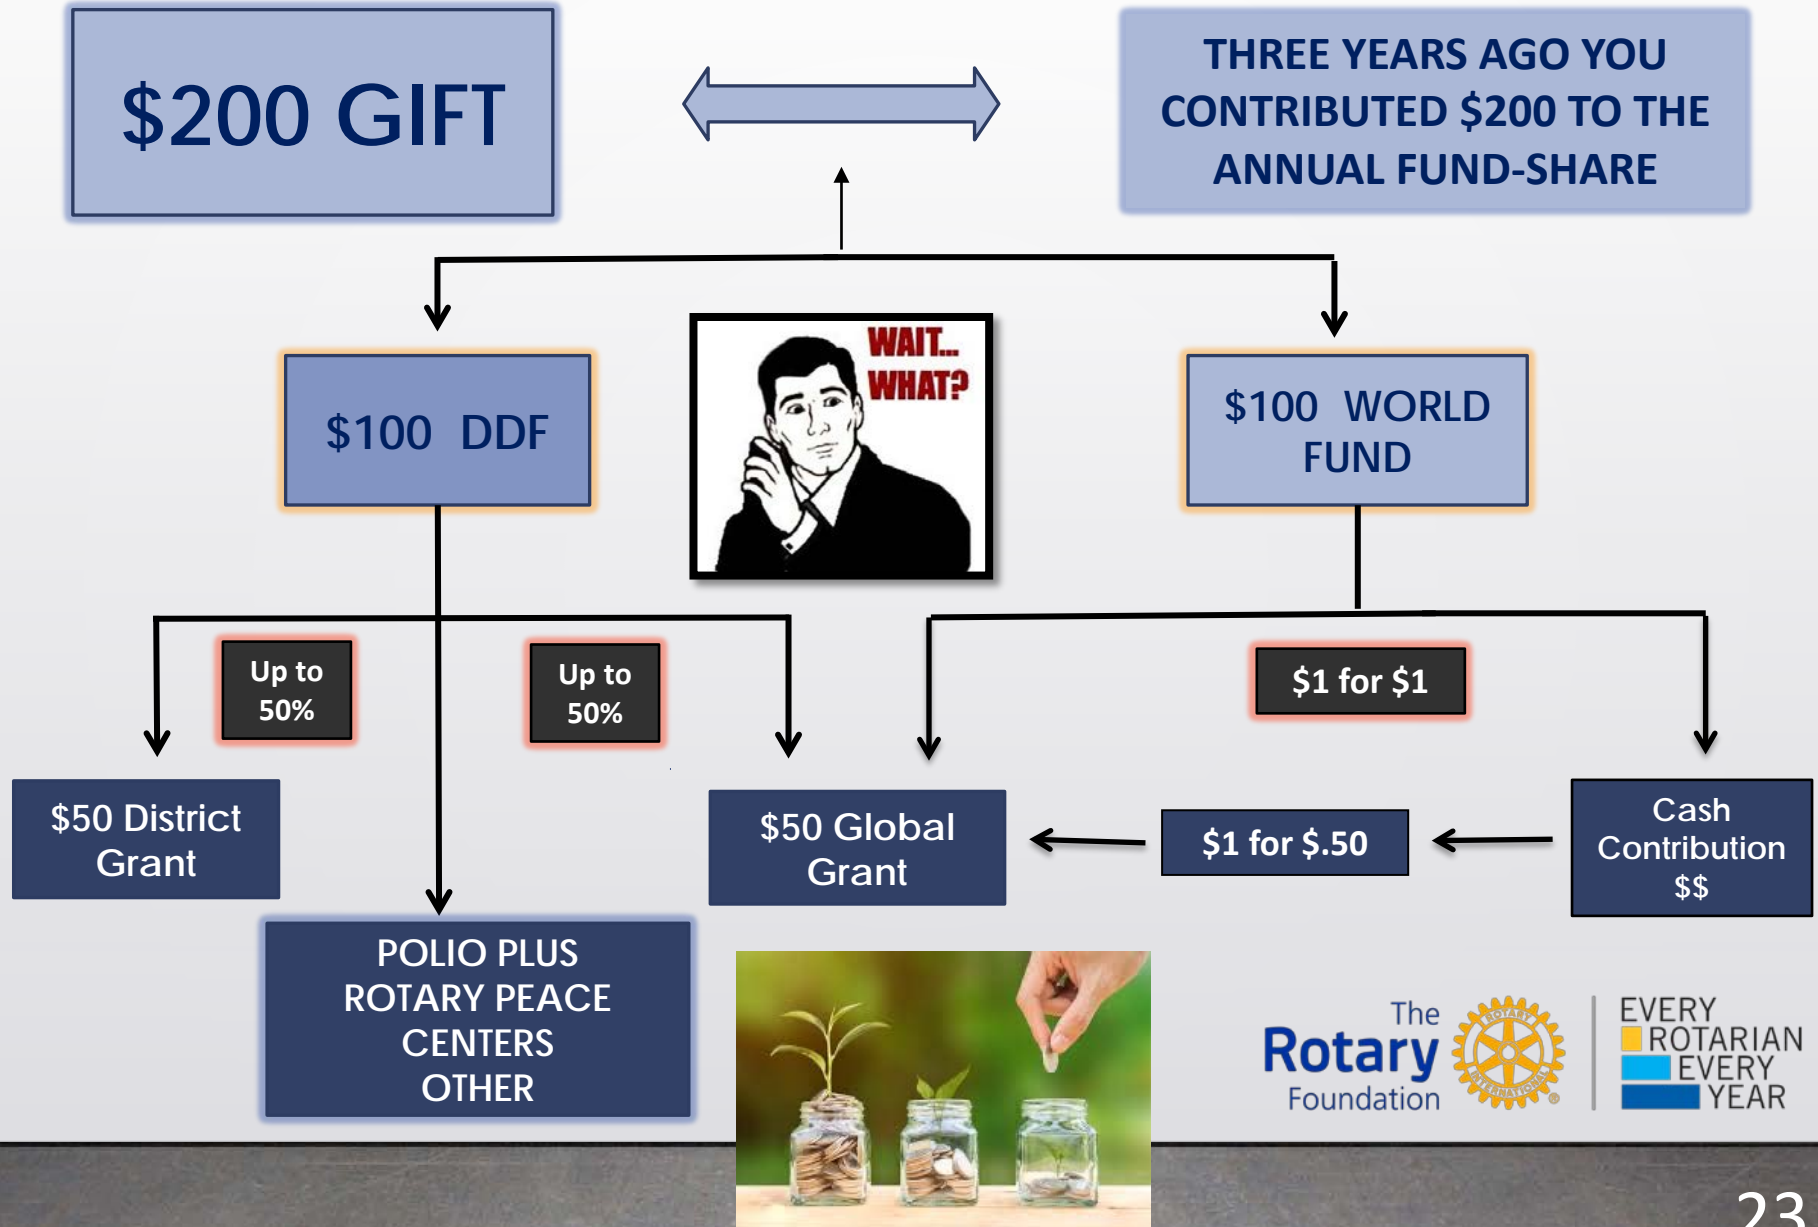 $200 GIFT
THREE YEARS AGO YOU
CONTRIBUTED $200 TO THE
ANNUAL FUND-SHARE
$100 DDF
WAIT...
WHAT?
$100 WORLD
FUND
Up to
50%
Up to
50%
$1 for $1
$50 District
Grant
$50 Global
Grant
$1 for $.50
Cash
Contribution
$$
POLIO PLUS
ROTARY PEACE
CENTERS
OTHER
The
Rotary
Foundation
ROTARY
INTERNATIONAL
®
EVERY
ROTARIAN
EVERY
YEAR
23